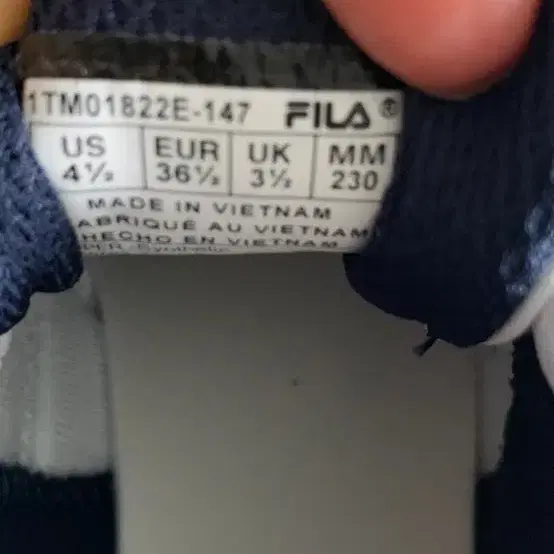 1TM01822E-147 FILA®
US EUR UK MM
4½ 36½ 3½ 230
MADE IN VIETNAM
ABRIQUÉ AU VIETNAM
HECHO EN VIETNAM